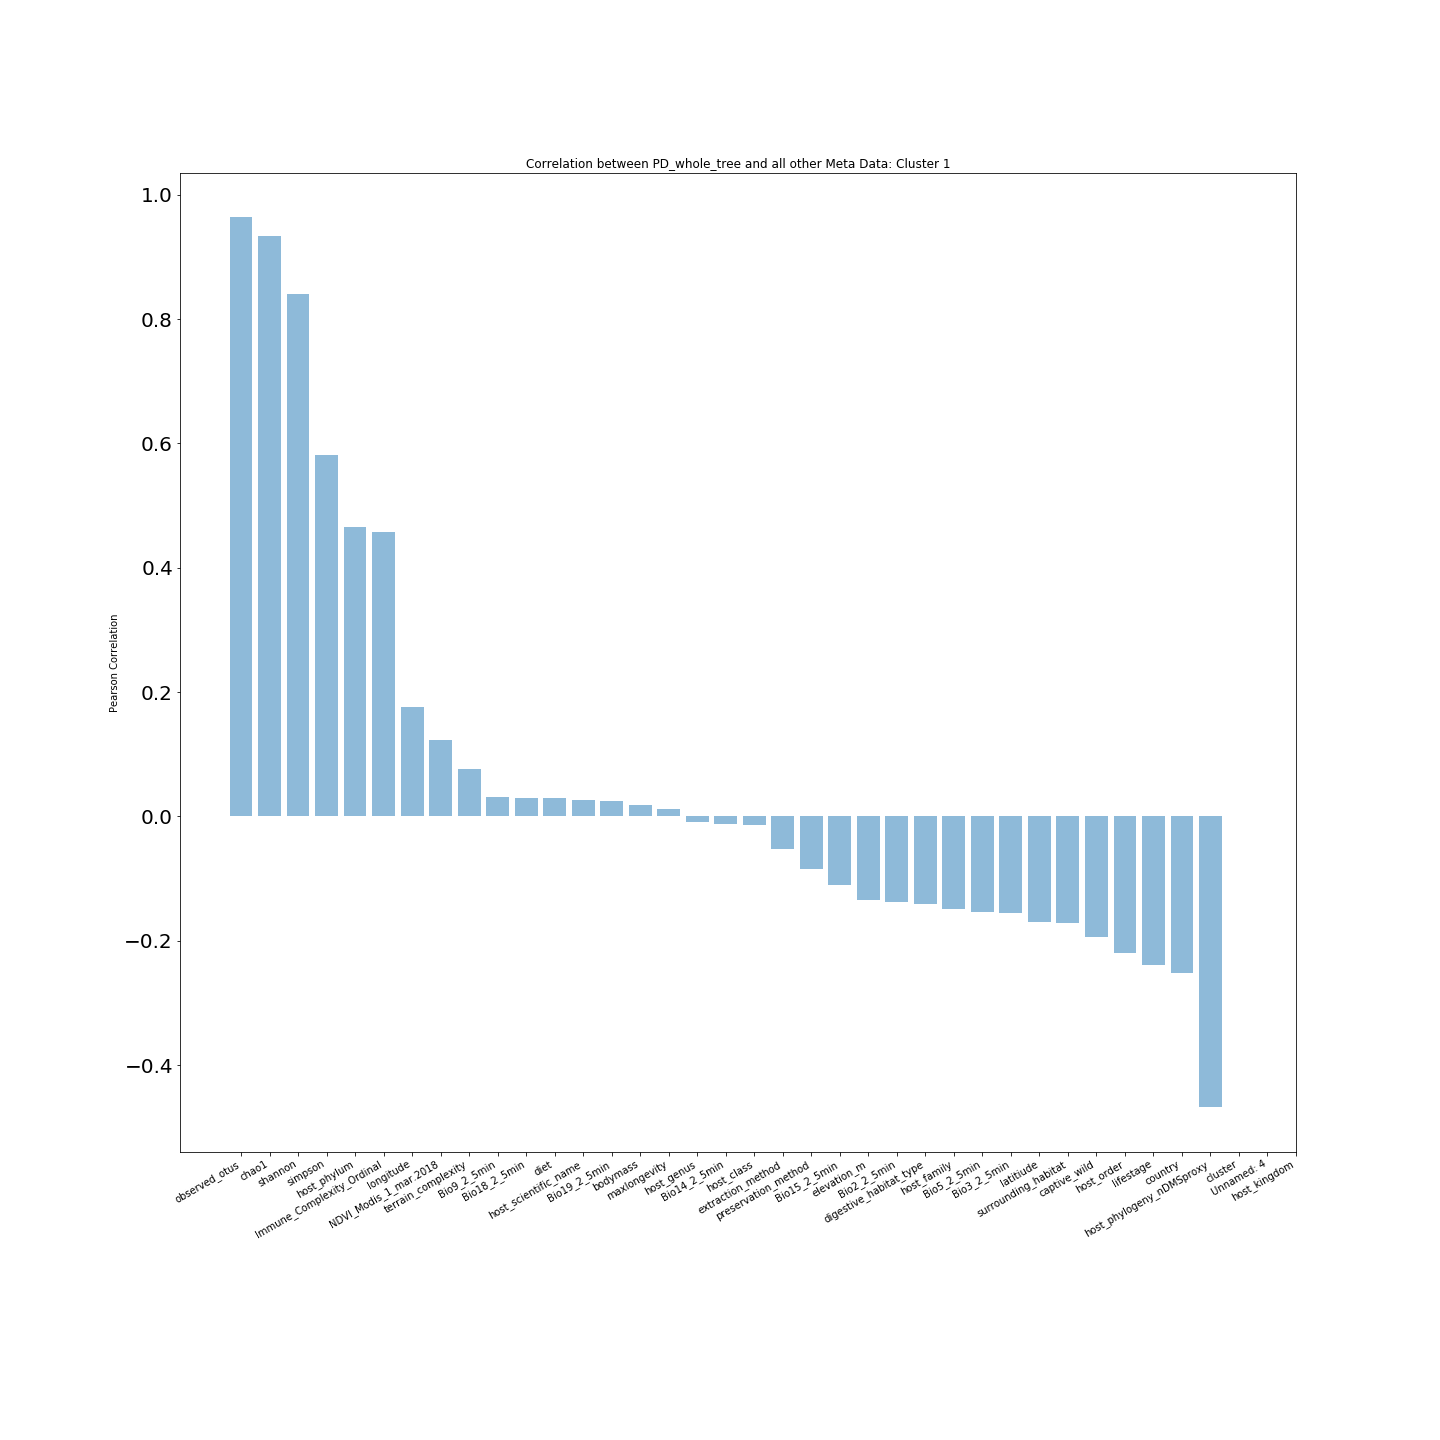 Correlation between PD_whole_tree and all other Meta Data: Cluster 1
1.0
0.8
0.6
0.4
0.2
0.0
−0.2
−0.4
Pearson Correlation
observed_otus
chao1
shannon
simpson
host_phylum
Immune_Complexity_Ordinal
longitude
NDVI_Modis_1_mar.2018
terrain_complexity
Bio9_2_5min
Bio18_2_5min
diet
host_scientific_name
Bio19_2_5min
bodymass
maxlongevity
host_genus
Bio14_2_5min
host_class
extraction_method
preservation_method
Bio15_2_5min
elevation_m
Bio2_2_5min
digestive_habitat_type
host_family
Bio5_2_5min
Bio3_2_5min
latitiude
surrounding_habitat
captive_wild
host_order
lifestage
country
host_phylogeny_nDMSproxy
cluster
Unnamed: 4
host_kingdom